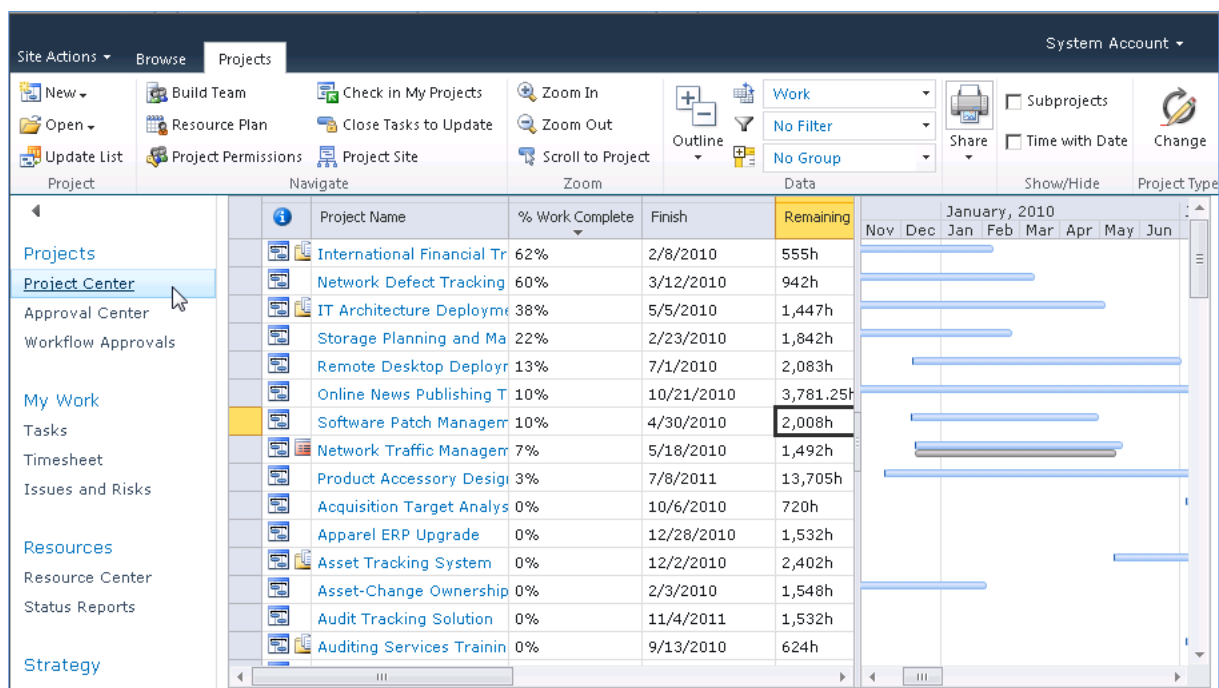 System Account
Site Actions Browse Projects
New Build Team Check in My Projects Zoom In Work Subprojects
Open Resource Plan Close Tasks to Update Zoom Out Outline No Filter Share Time with Date Change
Update List Project Permissions Project Site Scroll to Project No Group
Project Navigate Zoom Data Show/Hide Project Type
Projects
Project Center
Approval Center
Workflow Approvals
My Work
Tasks
Timesheet
Issues and Risks
Resources
Resource Center
Status Reports
Strategy
Project Name % Work Complete Finish Remaining
January, 2010
Nov Dec Jan Feb Mar Apr May Jun
International Financial Tr 62% 2/8/2010 555h
Network Defect Tracking 60% 3/12/2010 942h
IT Architecture Deployme 38% 5/5/2010 1,447h
Storage Planning and Ma 22% 2/23/2010 1,842h
Remote Desktop Deployr 13% 7/1/2010 2,083h
Online News Publishing T 10% 10/21/2010 3,781.25h
Software Patch Managem 10% 4/30/2010 2,008h
Network Traffic Managem 7% 5/18/2010 1,492h
Product Accessory Desig 3% 7/8/2011 13,705h
Acquisition Target Analys 0% 10/6/2010 720h
Apparel ERP Upgrade 0% 12/28/2010 1,532h
Asset Tracking System 0% 12/2/2010 2,402h
Asset-Change Ownership 0% 2/3/2010 1,548h
Audit Tracking Solution 0% 11/4/2011 1,532h
Auditing Services Trainin 0% 9/13/2010 624h